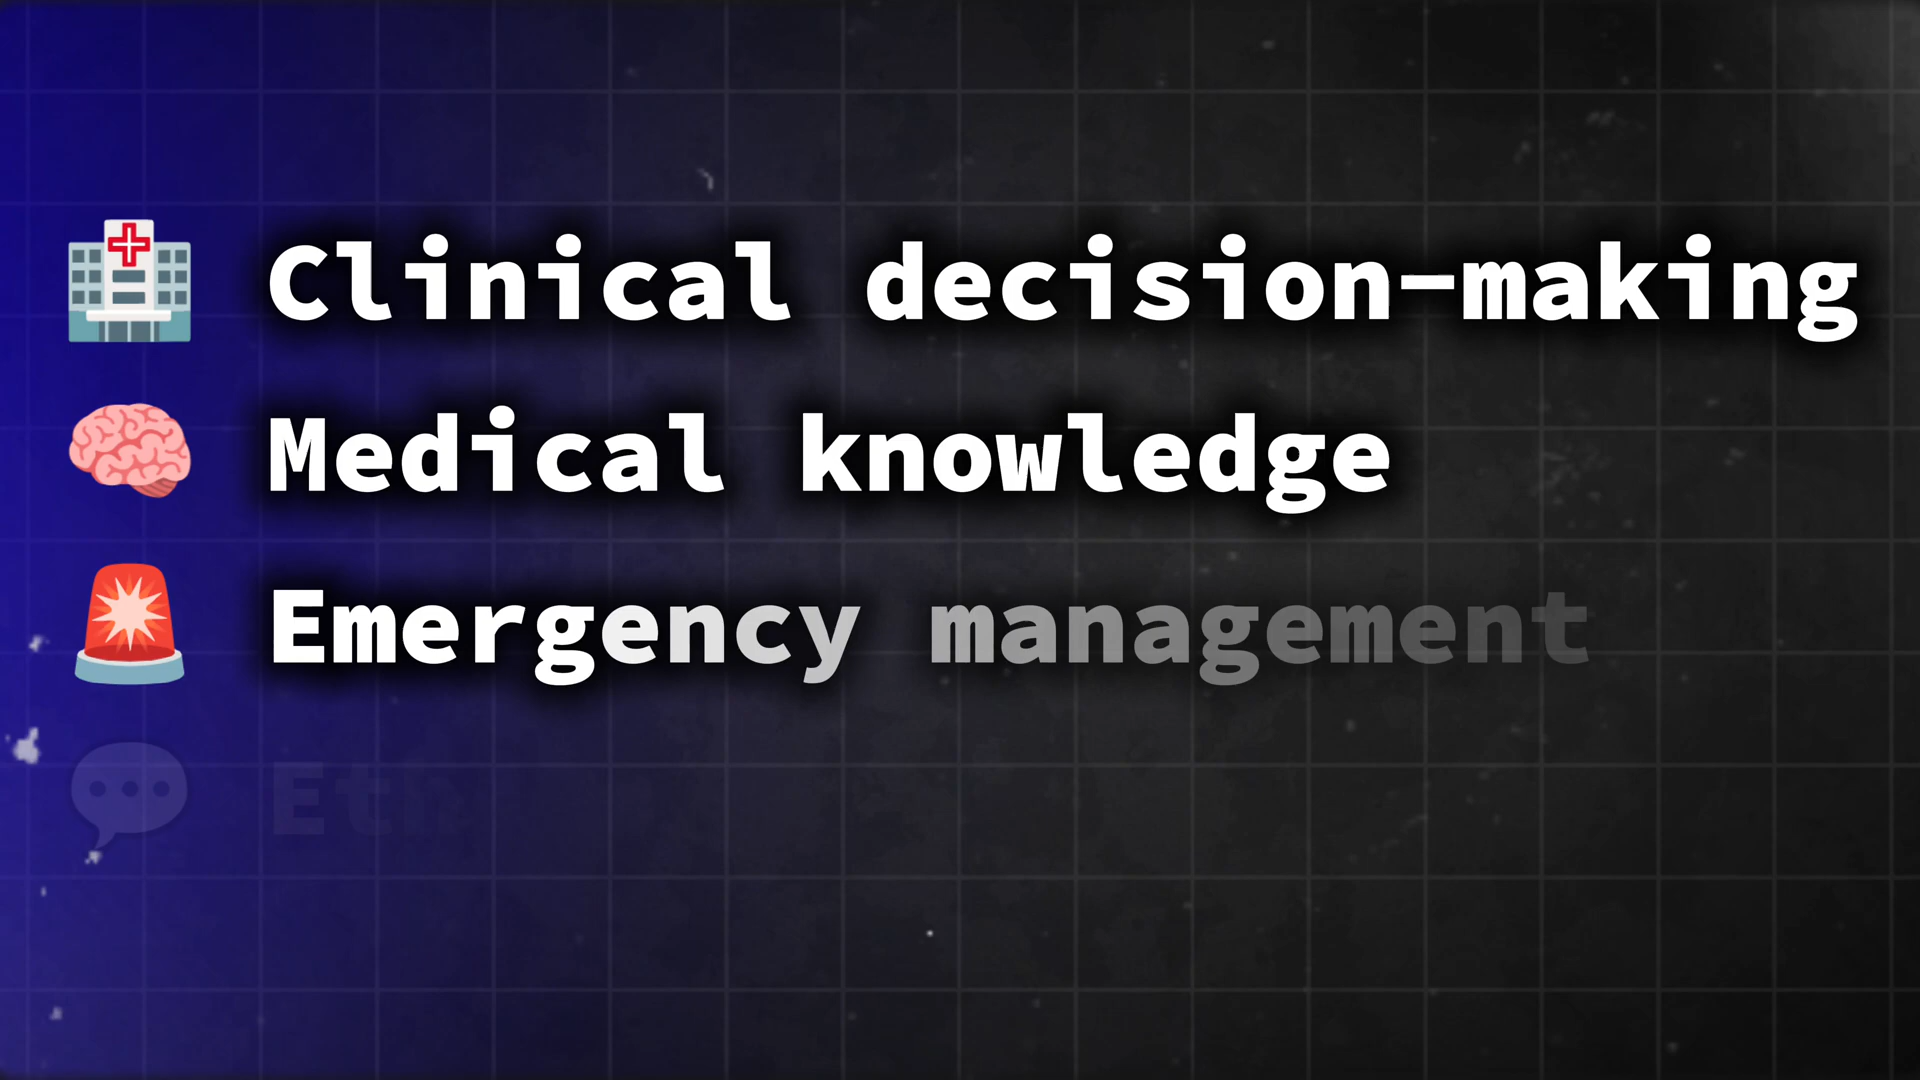 Clinical decision-making
Medical knowledge
Emergency management